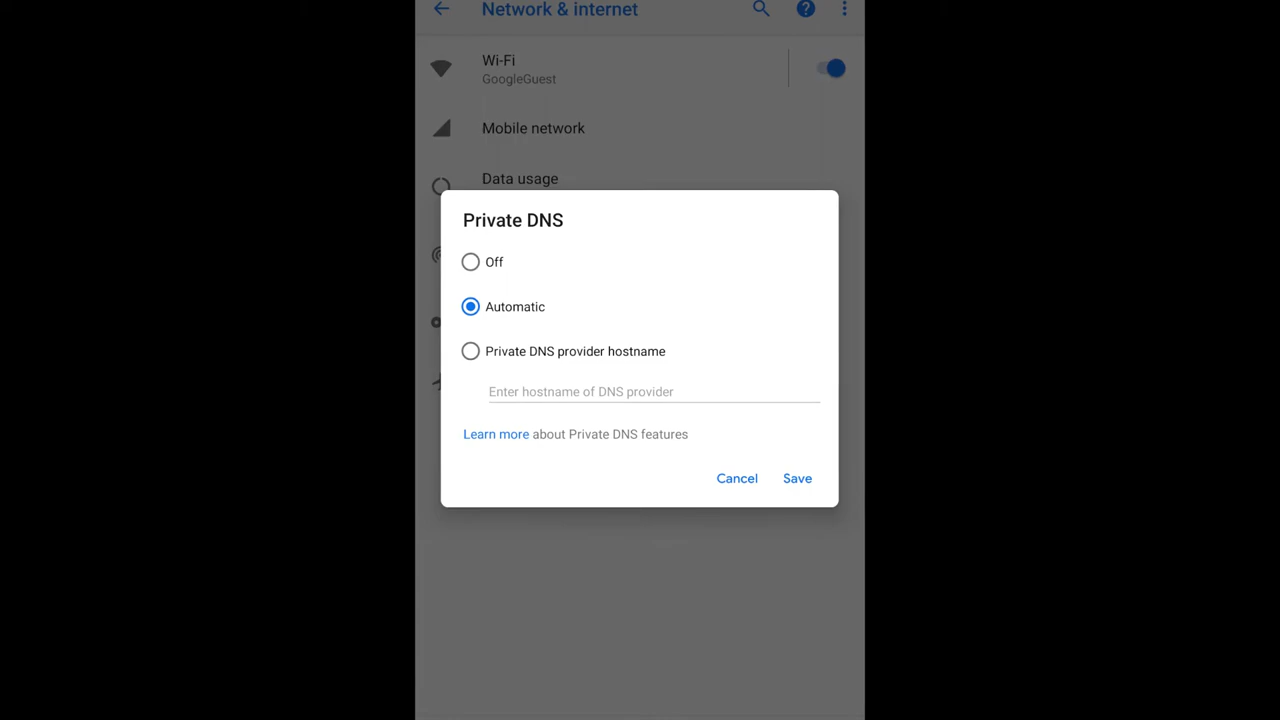 Network & internet
?
Wi-Fi
GoogleGuest
Mobile network
Data usage
Private DNS
Off
Automatic
Private DNS provider hostname
Enter hostname of DNS provider
Learn more about Private DNS features
Cancel Save